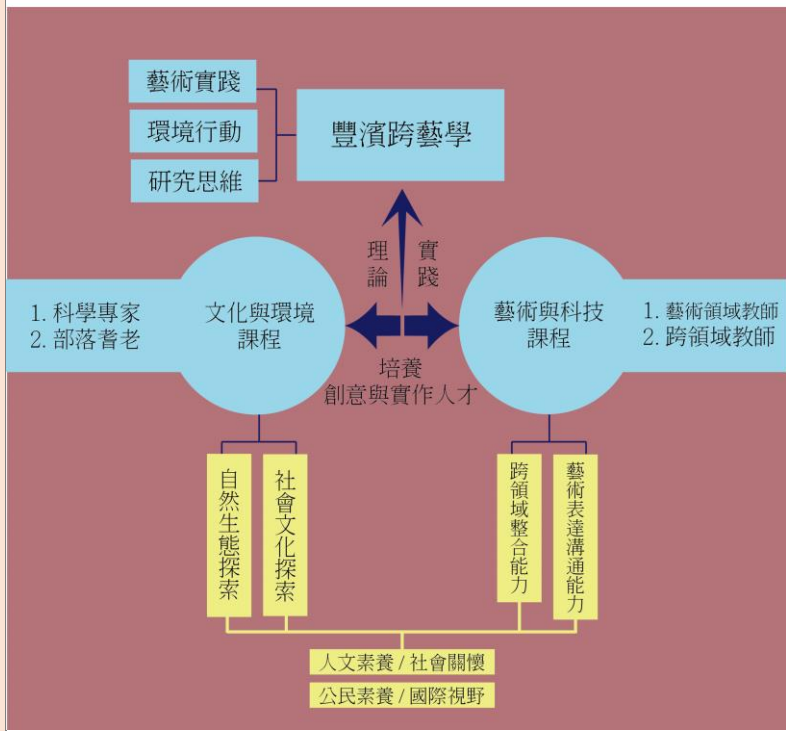 藝術實踐
環境行動
研究思維
豐濱跨藝學
理論
實踐
1. 科學專家
2. 部落耆老
文化與環境
課程
藝術與科技
課程
1. 藝術領域教師
2. 跨領域教師
培養
創意與實作人才
自然生態探索
社會文化探索
跨領域整合能力
藝術表達溝通能力
人文素養 / 社會關懷
公民素養 / 國際視野